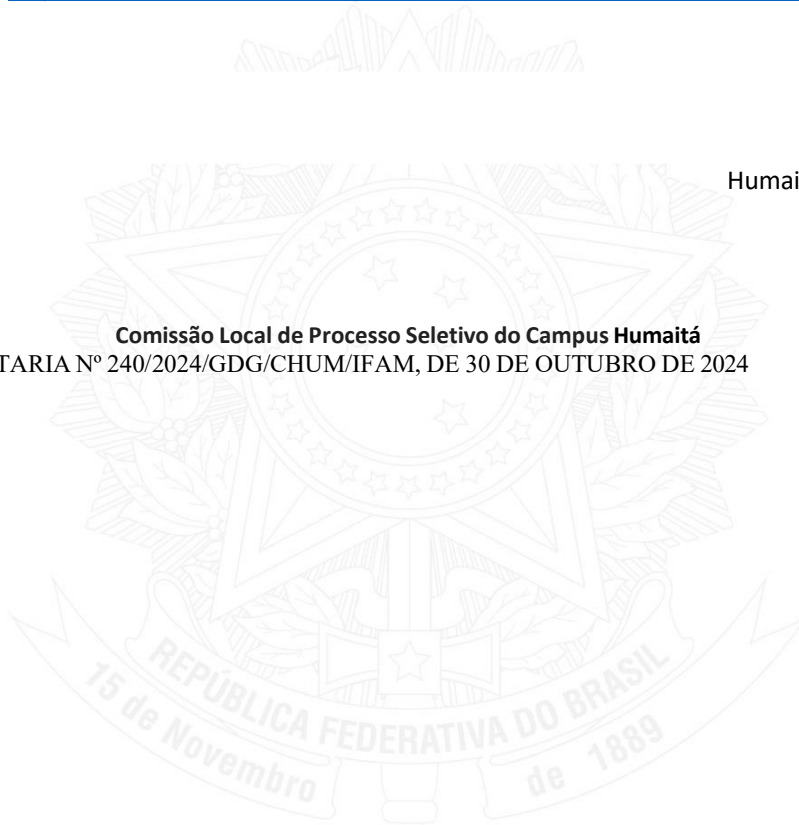 Humai
Comissão Local de Processo Seletivo do Campus Humaitá
TARIA Nº 240/2024/GDG/CHUM/IFAM, DE 30 DE OUTUBRO DE 2024
REPÚBLICA FEDERATIVA DO BRASIL
15 de Novembro de 1889